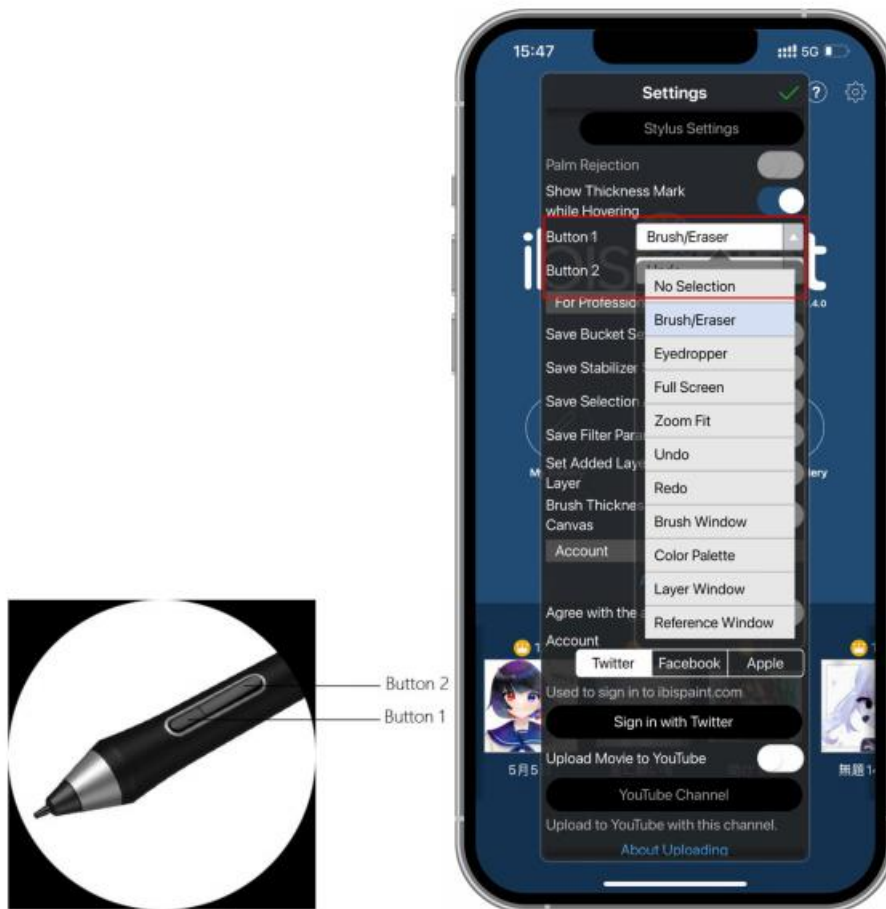 15:47
5G
Settings
?
Stylus Settings
Palm Rejection
Show Thickness Mark
while Hovering
Button 1
Brush/Eraser
Button 2
No Selection
For Profession
.4.0
Brush/Eraser
Save Bucket Se
Eyedropper
Save Stabilizer
Full Screen
Save Selection
Zoom Fit
Save Filter Para
Undo
Set Added Laye
Layer
Redo
Brush Thicknes
Canvas
Brush Window
Account
Color Palette
Layer Window
Agree with the a
Reference Window
Account
Twitter Facebook Apple
Used to sign in to ibispaint.com
Sign in with Twitter
Upload Movie to YouTube
5月5
無題14
YouTube Channel
Upload to YouTube with this channel.
About Uploading
Button 2
Button 1